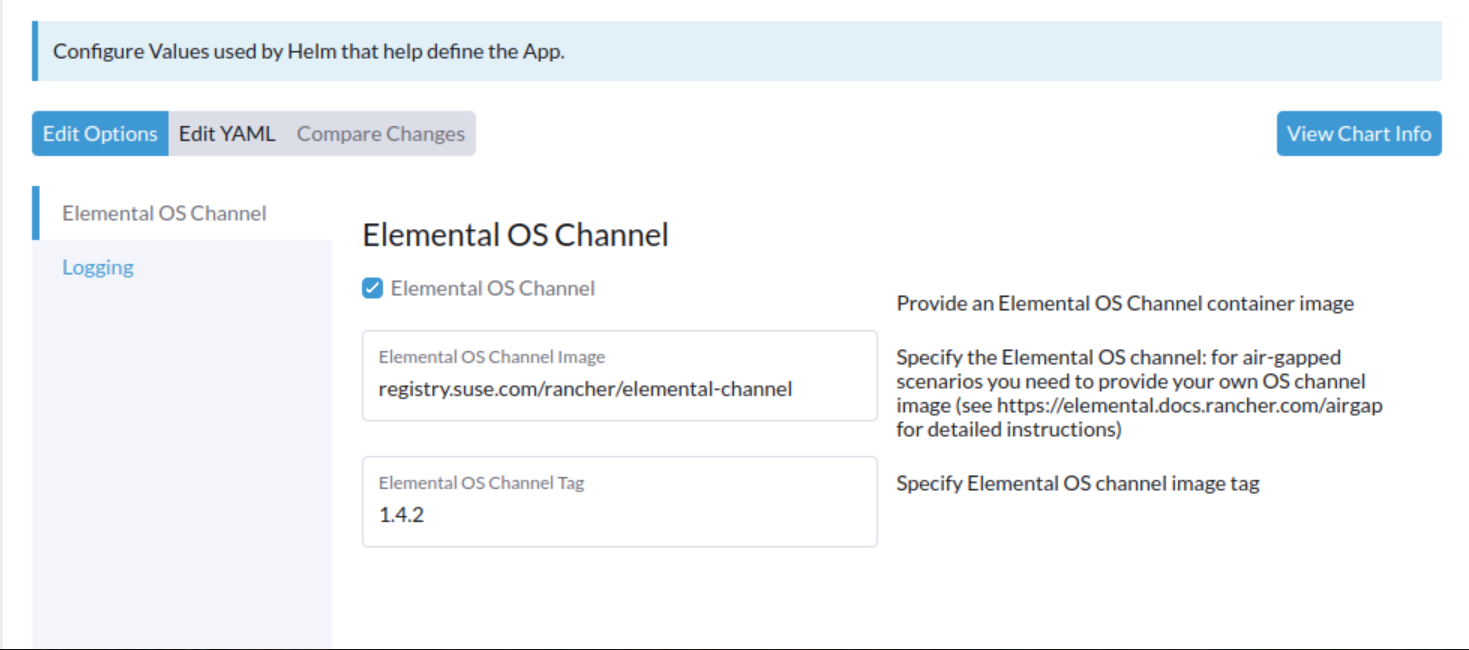 Configure Values used by Helm that help define the App.
Edit Options Edit YAML Compare Changes
View Chart Info
Elemental OS Channel
Logging
Elemental OS Channel
Elemental OS Channel
Provide an Elemental OS Channel container image
Elemental OS Channel Image
registry.suse.com/rancher/elemental-channel
Specify the Elemental OS channel: for air-gapped
scenarios you need to provide your own OS channel
image (see https://elemental.docs.rancher.com/airgap
for detailed instructions)
Elemental OS Channel Tag
1.4.2
Specify Elemental OS channel image tag